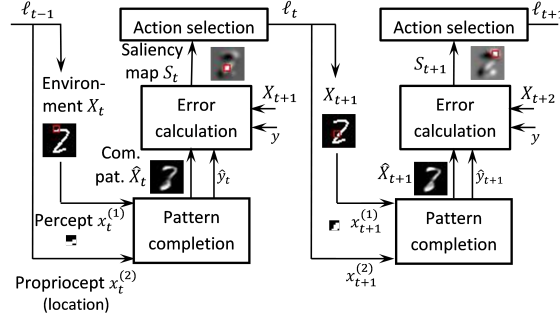 ℓ_{t−1}
Action selection
ℓ_t
Action selection
ℓ_{t+1}
Saliency
map S_t
S_{t+1}
Environ-
ment X_t
X_{t+1}
Error
calculation
X_{t+1}
y
Error
calculation
X_{t+2}
y
Com.
pat. X̂_t
ŷ_t
X̂_{t+1}
ŷ_{t+1}
Percept x_t^{(1)}
Pattern
completion
x_{t+1}^{(1)}
Pattern
completion
Propriocept x_t^{(2)}
(location)
x_{t+1}^{(2)}